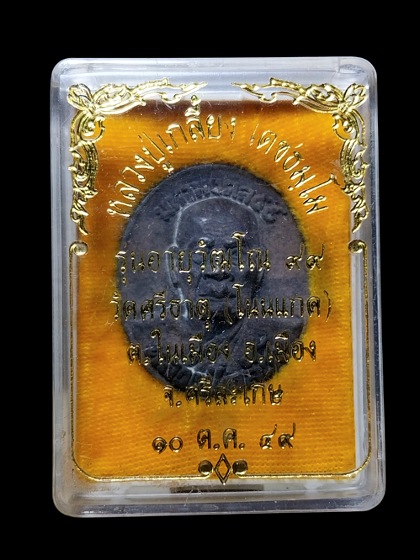 หลวงปู่เกลี้ยง เตชธมฺโม
รุ่นอายุวัฒโณ ๙๙
วัดศรีธาตุ (โนนแกด)
ต.ในเมือง อ.เมือง
จ.ศรีสะเกษ
๑๐ ต.ค. ๔๙